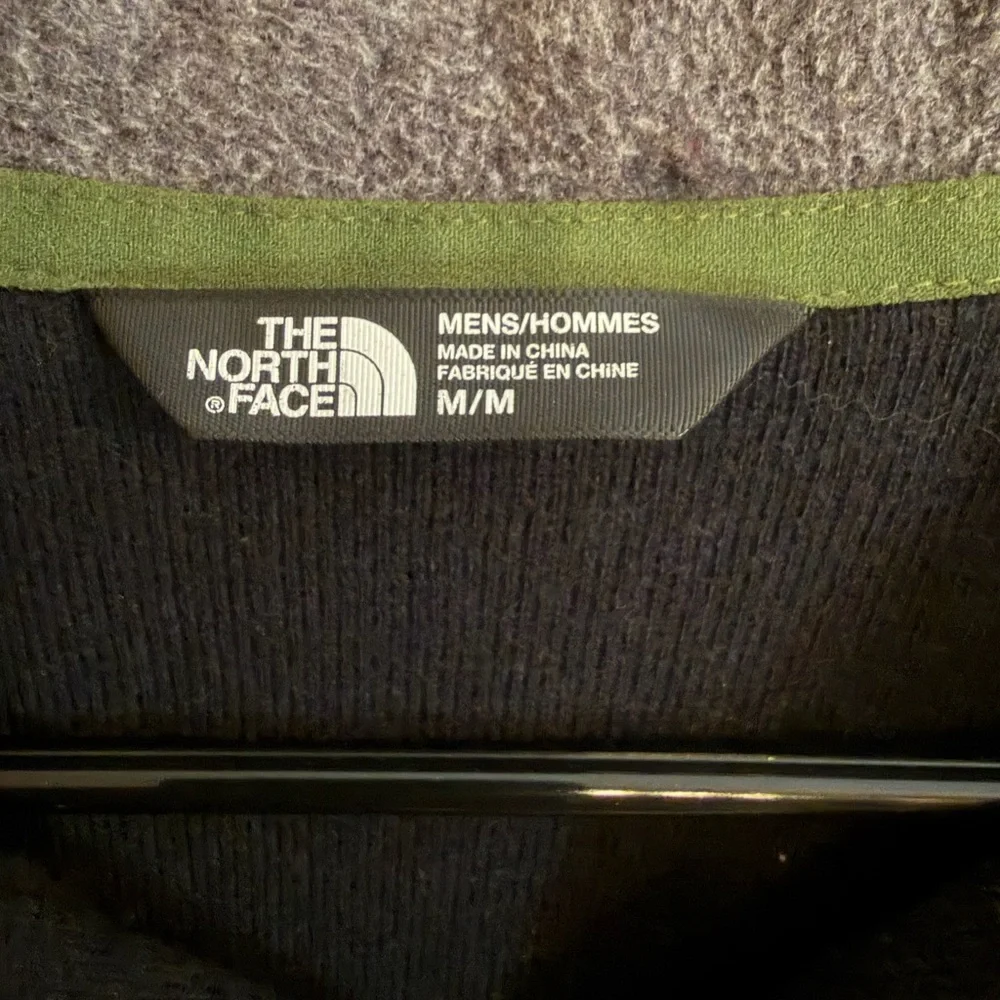 THE
NORTH
®FACE
MENS/HOMMES
MADE IN CHINA
FABRIQUÉ EN CHINE
M/M